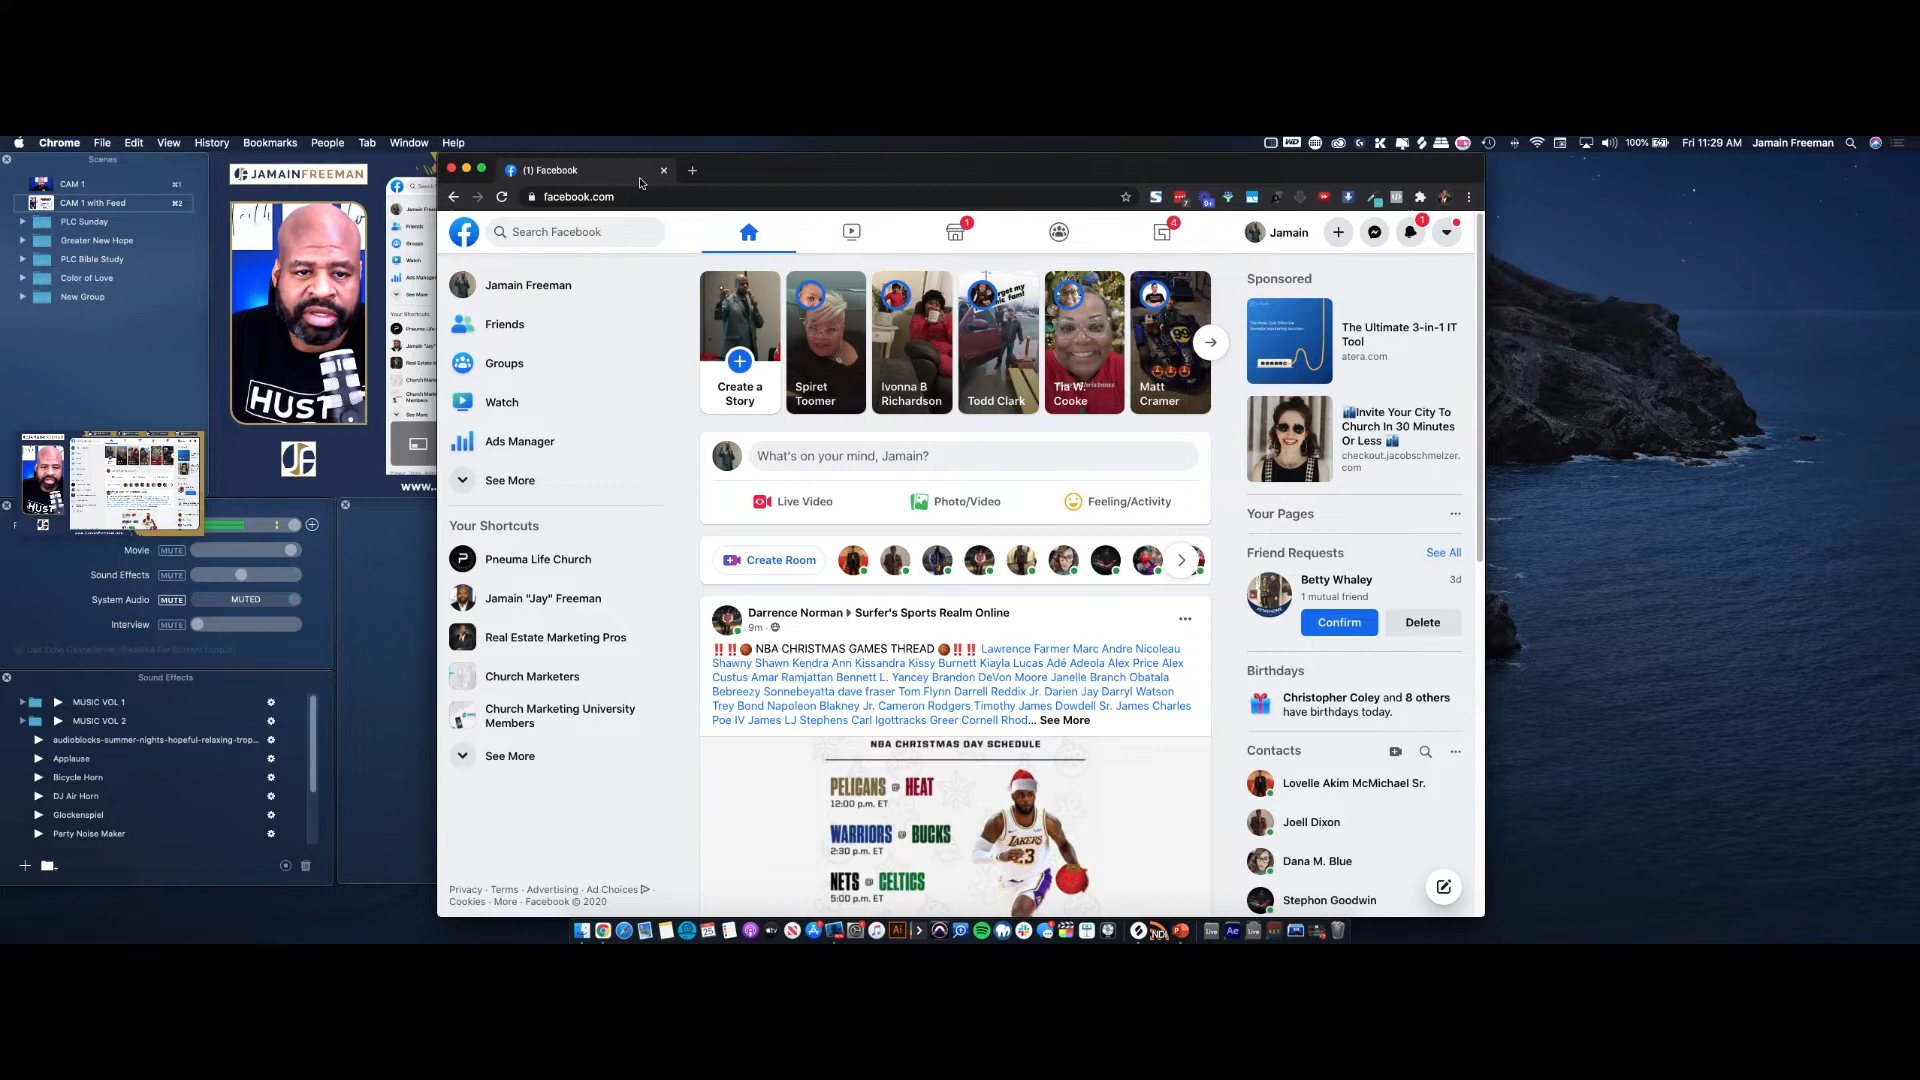 Chrome File Edit View History Bookmarks People Tab Window Help
100% Fri 11:29 AM Jamain Freeman
Scenes
CAM 1 ⌘1
CAM 1 with Feed ⌘2
PLC Sunday
Greater New Hope
PLC Bible Study
Color of Love
New Group
JAMAINFREEMAN
HUST
JF
www...
Movie MUTE
Sound Effects MUTE
System Audio MUTE MUTED
Interview MUTE
Sound Effects
MUSIC VOL 1
MUSIC VOL 2
audioblocks-summer-nights-hopeful-relaxing-trop...
Applause
Bicycle Horn
DJ Air Horn
Glockenspiel
Party Noise Maker
(1) Facebook
facebook.com
Search Facebook
1
4
Jamain
1
Jamain Freeman
Friends
Groups
Watch
Ads Manager
See More
Your Shortcuts
Pneuma Life Church
Jamain "Jay" Freeman
Real Estate Marketing Pros
Church Marketers
Church Marketing University
Members
See More
Privacy · Terms · Advertising · Ad Choices ·
Cookies · More · Facebook © 2020
Create a
Story
Spiret
Toomer
Ivonna B
Richardson
Todd Clark
Tia W.
Cooke
Matt
Cramer
What's on your mind, Jamain?
Live Video
Photo/Video
Feeling/Activity
Create Room
Darrence Norman ▸ Surfer's Sports Realm Online
9m ·
‼️‼️🏀 NBA CHRISTMAS GAMES THREAD 🏀‼️‼️ Lawrence Farmer Marc Andre Nicoleau
Shawny Shawn Kendra Ann Kissandra Kissy Burnett Kiayla Lucas Adé Adeola Alex Price Alex
Custus Amar Ramjattan Bennett L. Yancey Brandon DeVon Moore Janelle Branch Obatala
Bebreezy Sonnebeyatta dave fraser Tom Flynn Darrell Reddix Jr. Darien Jay Darryl Watson
Trey Bond Napoleon Blakney Jr. Cameron Rodgers Timothy James Dowdell Sr. James Charles
Poe IV James LJ Stephens Carl Igottracks Greer Cornell Rhod... See More
NBA CHRISTMAS DAY SCHEDULE
PELICANS @ HEAT
12:00 p.m. ET
WARRIORS @ BUCKS
2:30 p.m. ET
NETS @ CELTICS
5:00 p.m. ET
LAKERS
23
Sponsored
The Ultimate 3-in-1 IT
Tool
atera.com
🏙️Invite Your City To
Church In 30 Minutes
Or Less 🏙️
checkout.jacobschmelzer.
com
Your Pages
Friend Requests See All
Betty Whaley 3d
1 mutual friend
Confirm Delete
Birthdays
Christopher Coley and 8 others
have birthdays today.
Contacts
Lovelle Akim McMichael Sr.
Joell Dixon
Dana M. Blue
Stephon Goodwin